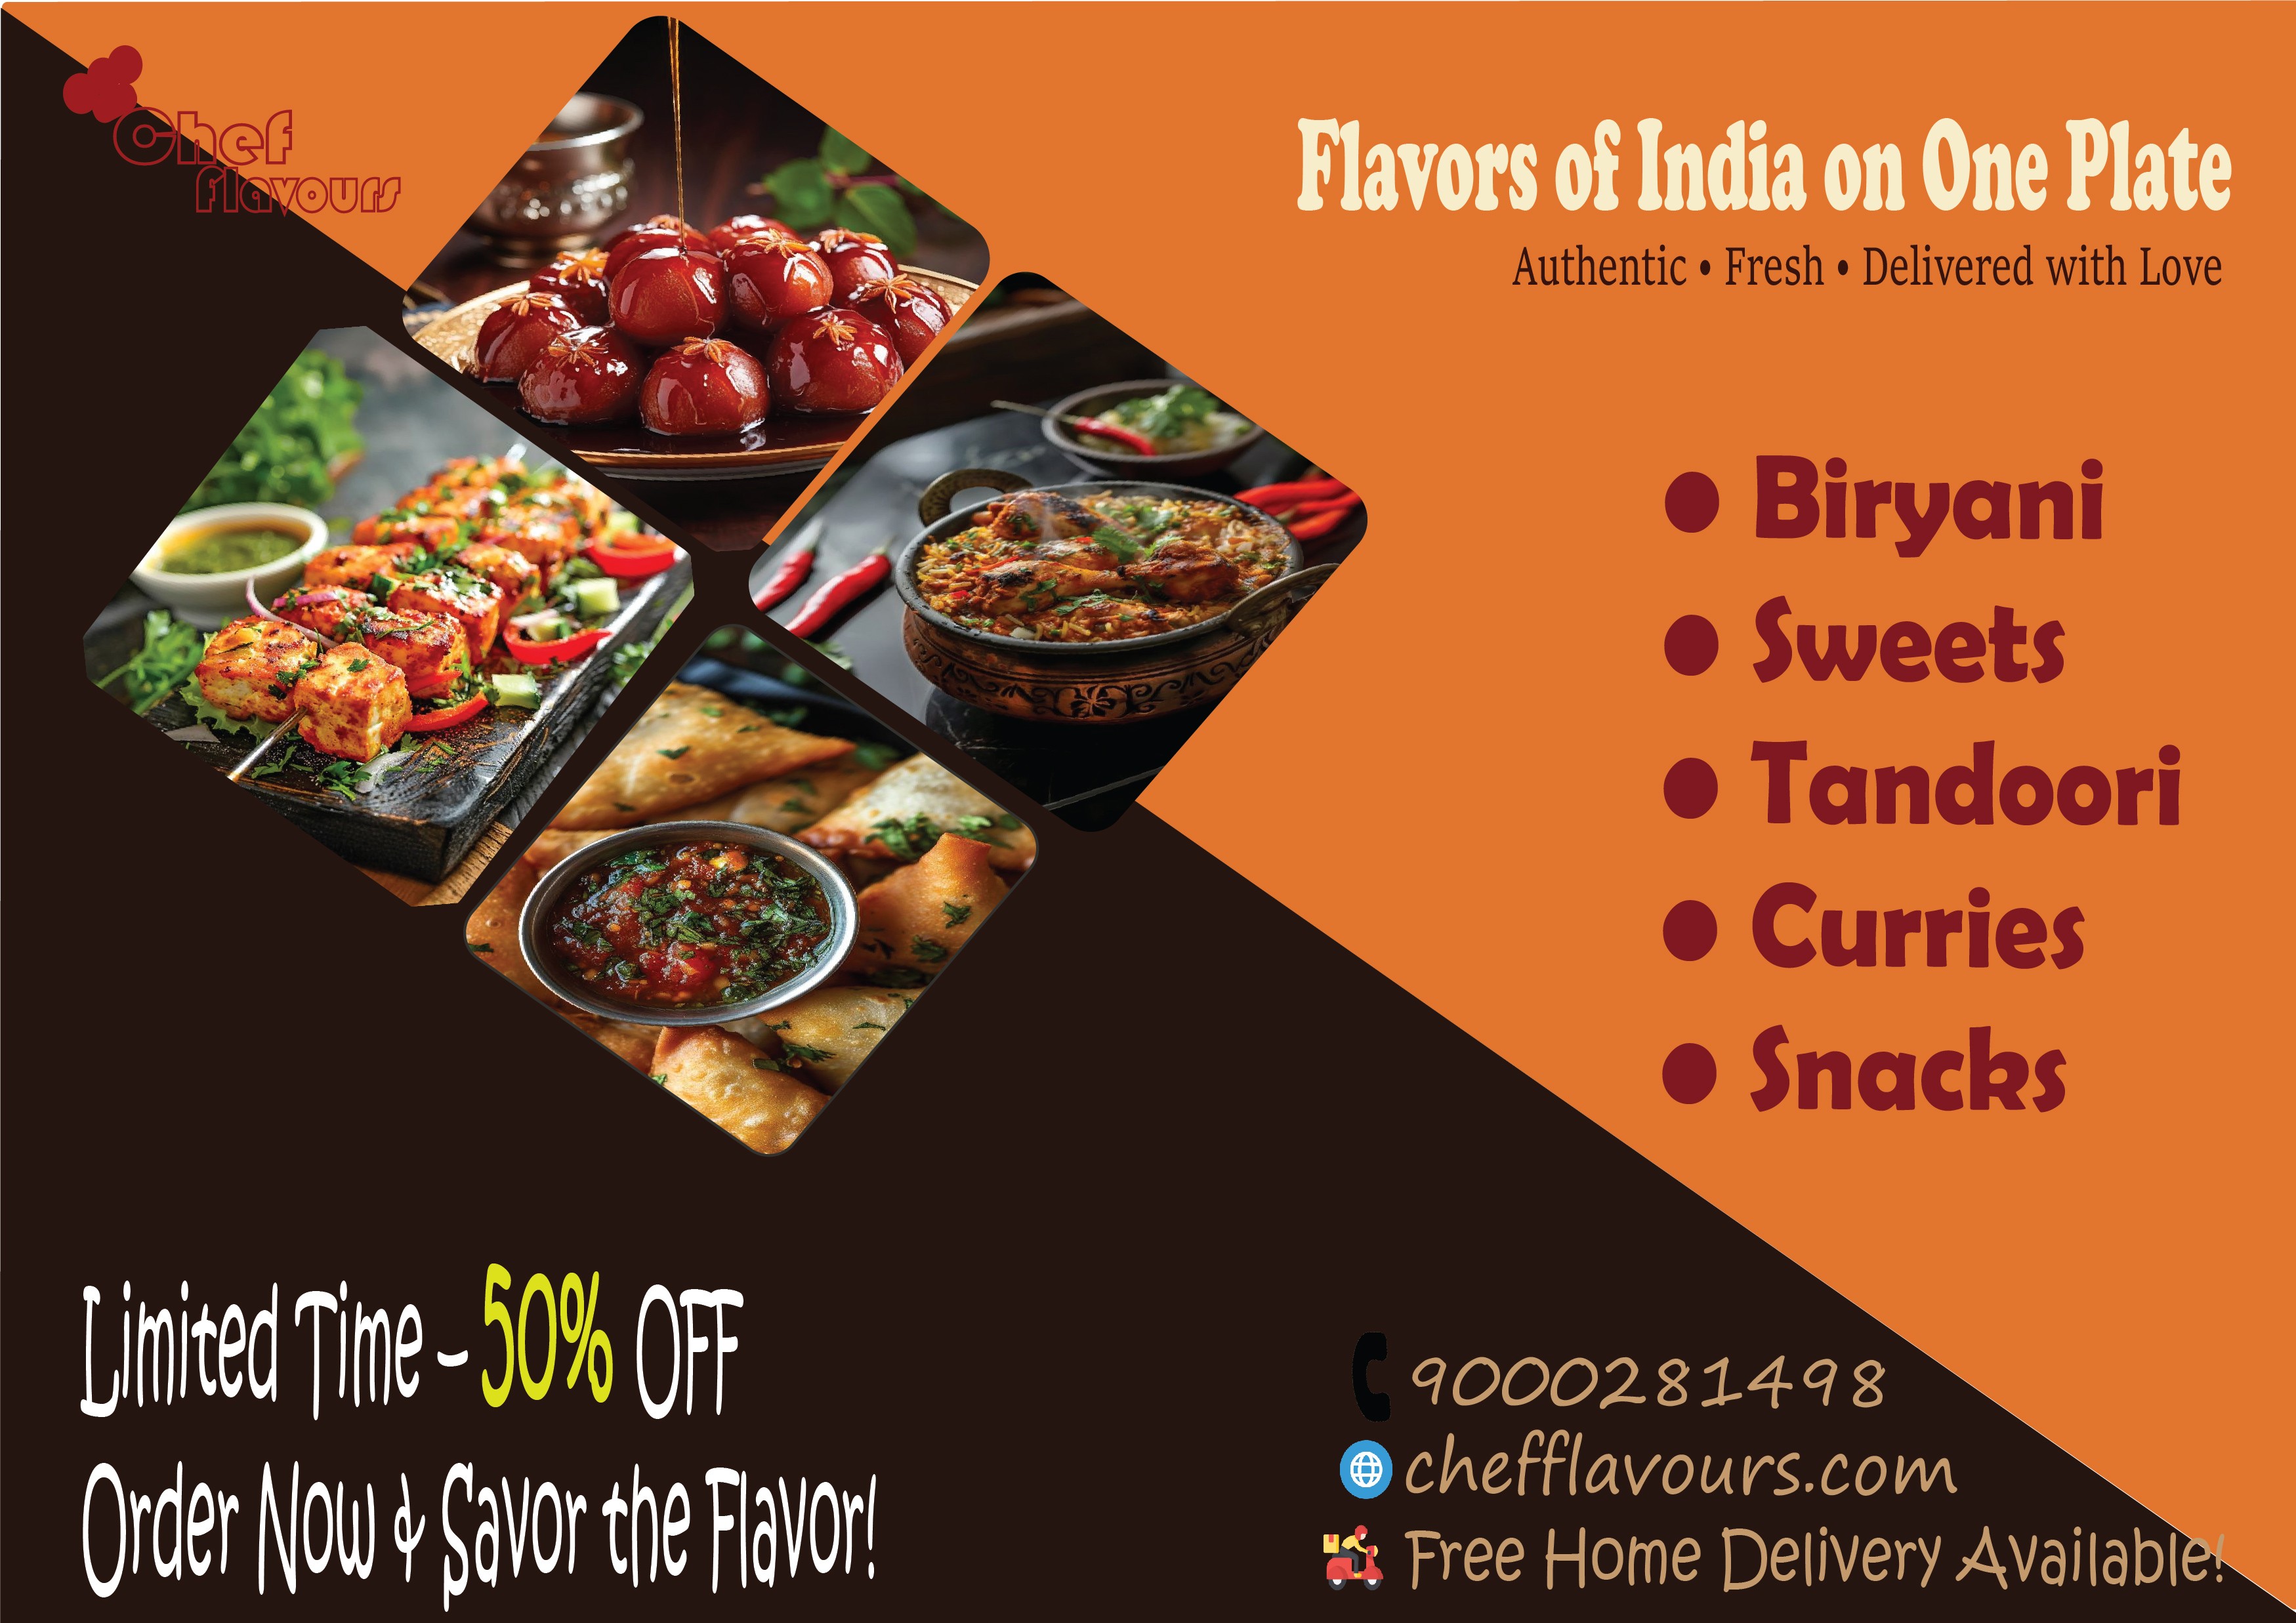 Chef
flavours
Flavors of India on One Plate
Authentic • Fresh • Delivered with Love
• Biryani
• Sweets
• Tandoori
• Curries
• Snacks
Limited Time – 50% OFF
Order Now & Savor the Flavor!
9000281498
chefflavours.com
Free Home Delivery Available!